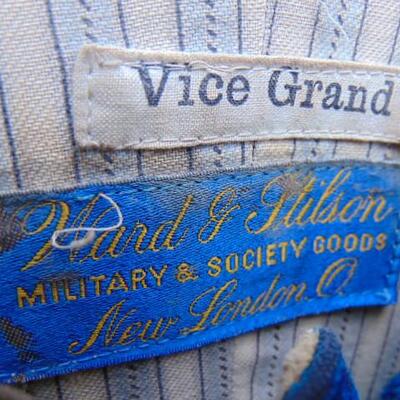 Vice Grand
Ward & Stilson
MILITARY & SOCIETY GOODS
New London. O.